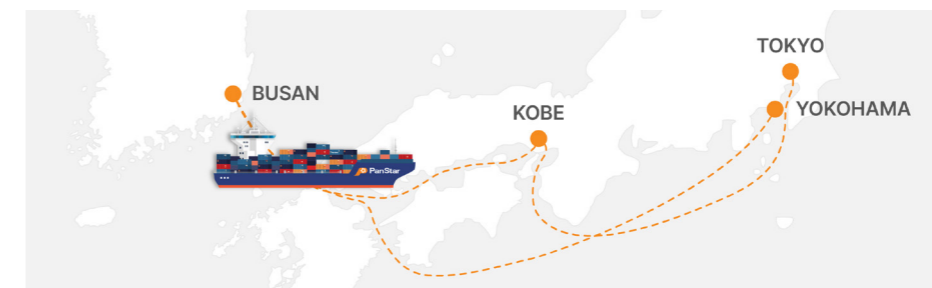 TOKYO
BUSAN
YOKOHAMA
KOBE
PanStar